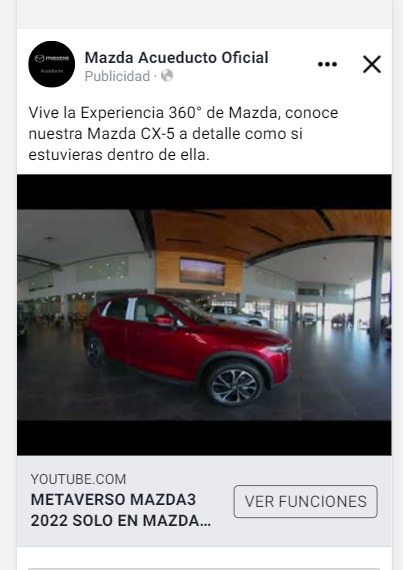 Mazda Acueducto Oficial
Publicidad ·
mazda
Acueducto
Vive la Experiencia 360° de Mazda, conoce
nuestra Mazda CX-5 a detalle como si
estuvieras dentro de ella.
YOUTUBE.COM
METAVERSO MAZDA3
2022 SOLO EN MAZDA...
VER FUNCIONES